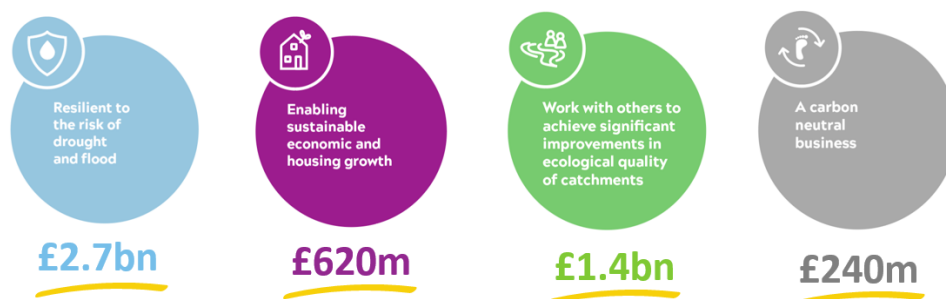 Resilient to
the risk of
drought
and flood
£2.7bn
Enabling
sustainable
economic and
housing growth
£620m
Work with others to
achieve significant
improvements in
ecological quality
of catchments
£1.4bn
A carbon
neutral
business
£240m